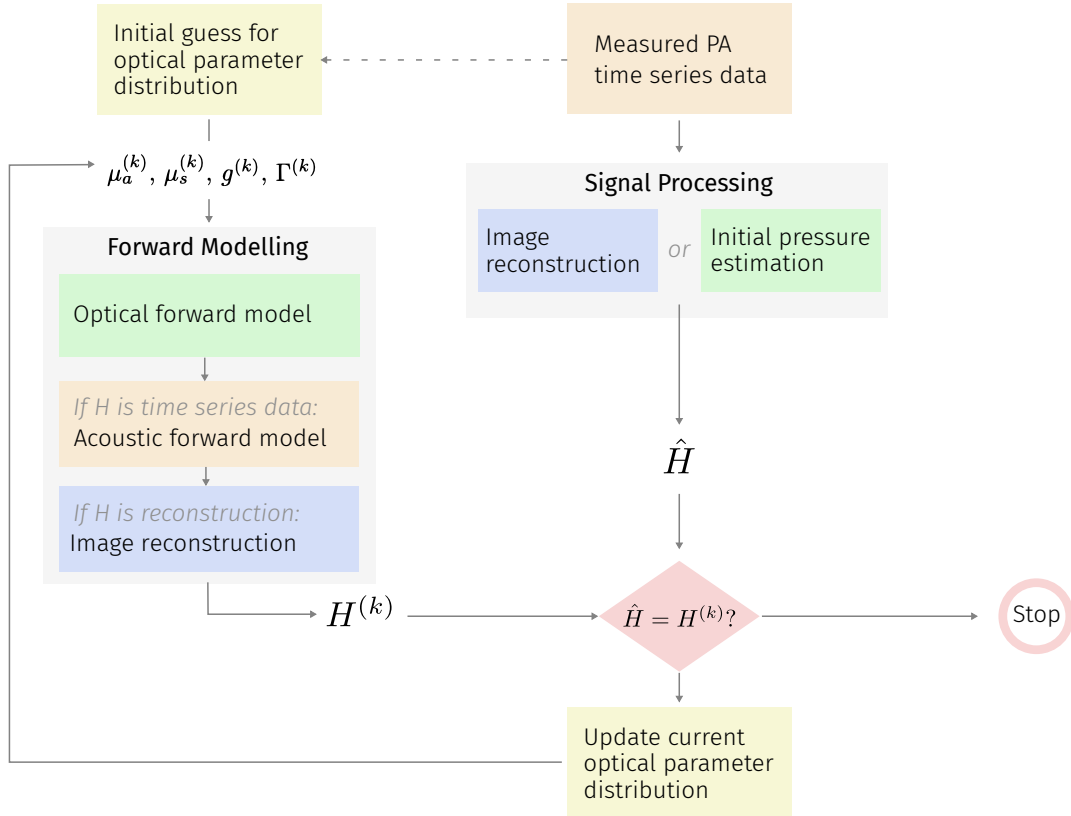 Initial guess for
optical parameter
distribution
Measured PA
time series data
μ_a^{(k)}, μ_s^{(k)}, g^{(k)}, Γ^{(k)}
Signal Processing
Image
reconstruction
or
Initial pressure
estimation
Forward Modelling
Optical forward model
If H is time series data:
Acoustic forward model
If H is reconstruction:
Image reconstruction
Ĥ
H^{(k)}
Ĥ = H^{(k)}?
Stop
Update current
optical parameter
distribution